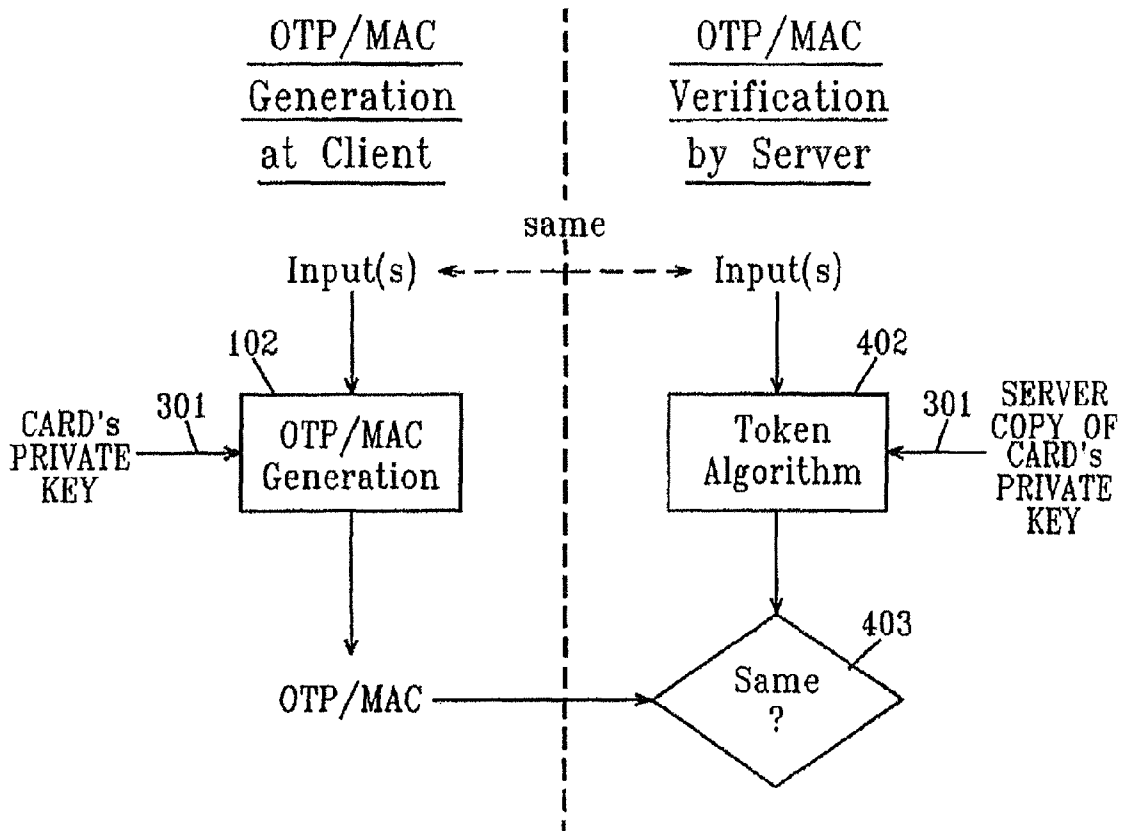 OTP/MAC
Generation
at Client
OTP/MAC
Verification
by Server
same
Input(s)
Input(s)
102
402
CARD's
PRIVATE
KEY
301
OTP/MAC
Generation
Token
Algorithm
301
SERVER
COPY OF
CARD's
PRIVATE
KEY
403
OTP/MAC
Same
?